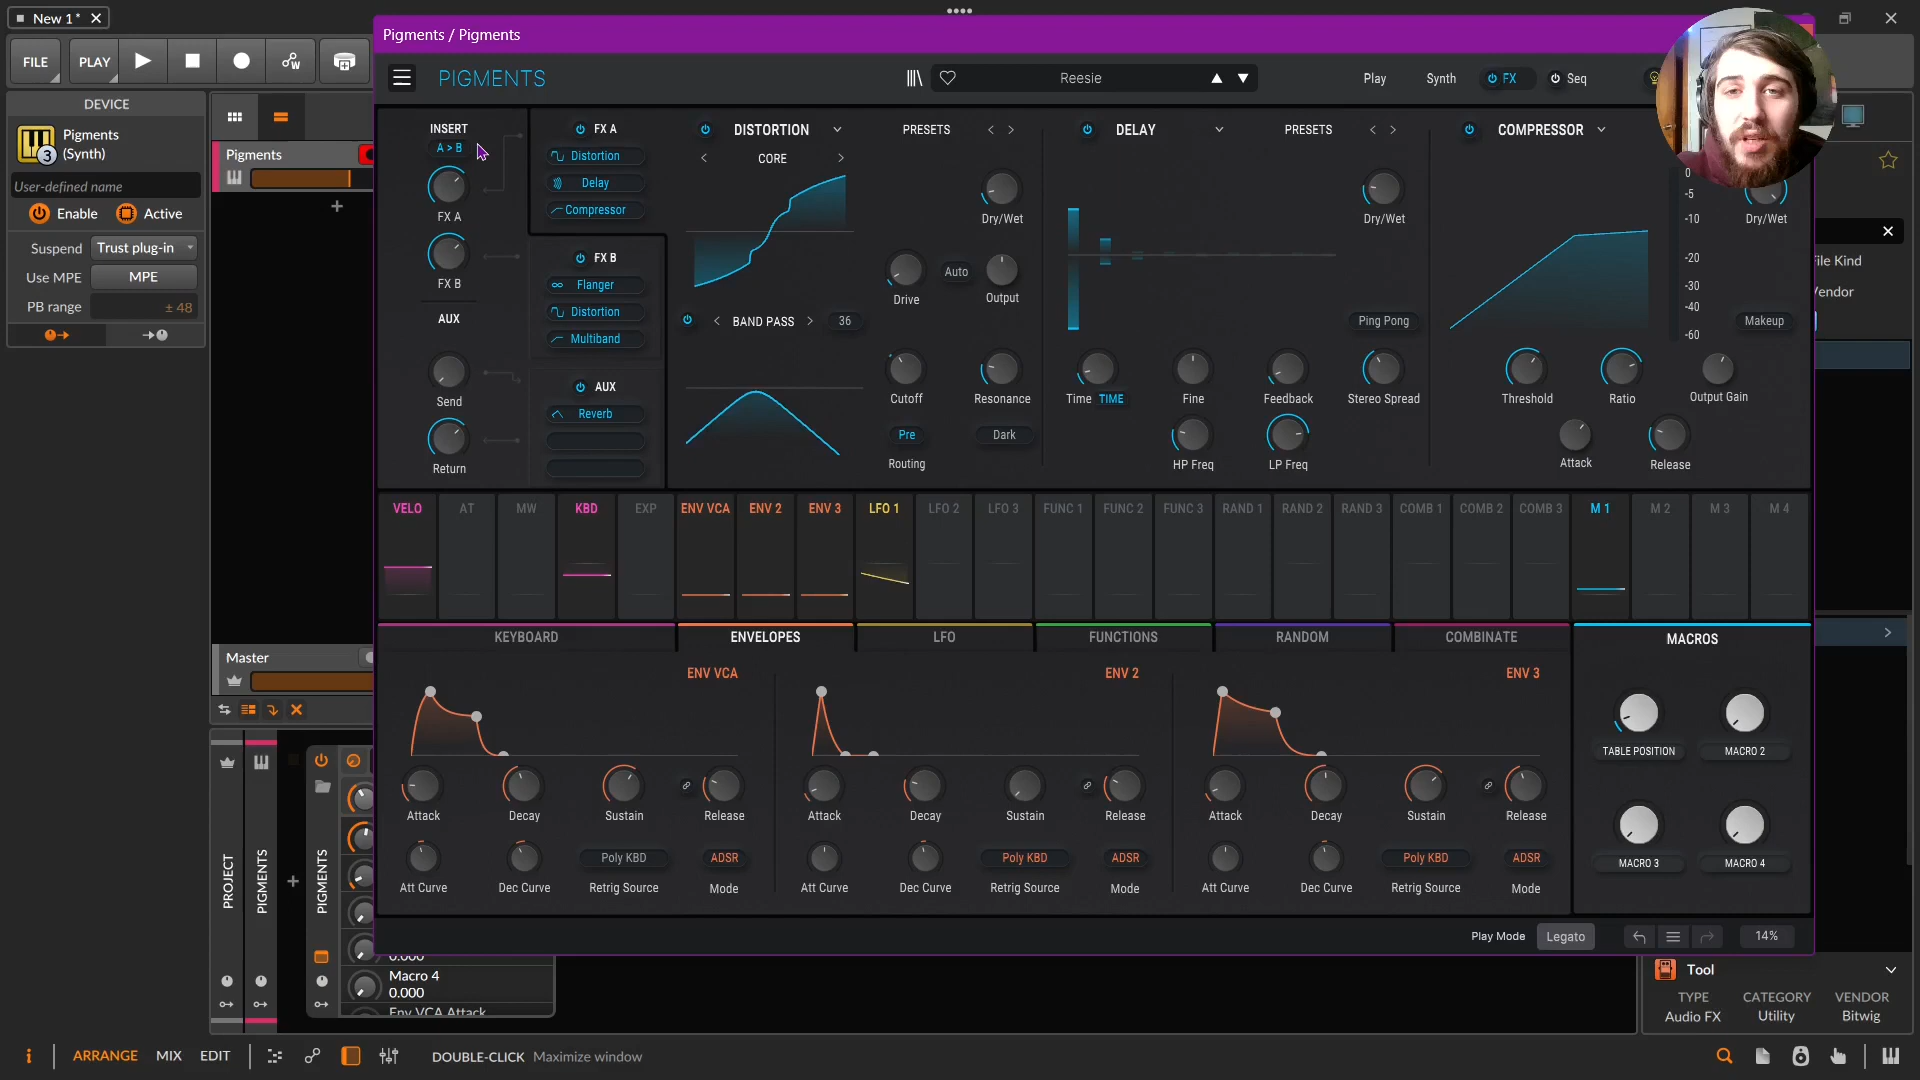 New 1 *
Pigments / Pigments
FILE
PLAY
PIGMENTS
Reesie
Play
Synth
FX
Seq
DEVICE
Pigments
(Synth)
3
User-defined name
Enable
Active
Suspend
Trust plug-in
Use MPE
MPE
PB range
± 48
Pigments
INSERT
A > B
FX A
FX B
AUX
Send
Return
FX A
Distortion
Delay
Compressor
FX B
Flanger
Distortion
Multiband
AUX
Reverb
DISTORTION
PRESETS
CORE
Dry/Wet
Drive
Auto
Output
BAND PASS
36
Cutoff
Resonance
Pre
Dark
Routing
DELAY
PRESETS
Dry/Wet
Ping Pong
Time
TIME
Fine
Feedback
Stereo Spread
HP Freq
LP Freq
COMPRESSOR
0
-5
-10
-20
-30
-40
-60
Dry/Wet
Makeup
Threshold
Ratio
Output Gain
Attack
Release
File Kind
Vendor
VELO
AT
MW
KBD
EXP
ENV VCA
ENV 2
ENV 3
LFO 1
LFO 2
LFO 3
FUNC 1
FUNC 2
FUNC 3
RAND 1
RAND 2
RAND 3
COMB 1
COMB 2
COMB 3
M 1
M 2
M 3
M 4
KEYBOARD
ENVELOPES
LFO
FUNCTIONS
RANDOM
COMBINATE
MACROS
Master
ENV VCA
Attack
Decay
Sustain
Release
Att Curve
Dec Curve
Poly KBD
Retrig Source
ADSR
Mode
ENV 2
Attack
Decay
Sustain
Release
Att Curve
Dec Curve
Poly KBD
Retrig Source
ADSR
Mode
ENV 3
Attack
Decay
Sustain
Release
Att Curve
Dec Curve
Poly KBD
Retrig Source
ADSR
Mode
TABLE POSITION
MACRO 2
MACRO 3
MACRO 4
Play Mode
Legato
14%
PROJECT
PIGMENTS
PIGMENTS
0.000
Macro 4
0.000
Env VCA Attack
Tool
TYPE
CATEGORY
VENDOR
Audio FX
Utility
Bitwig
ARRANGE
MIX
EDIT
DOUBLE-CLICK
Maximize window